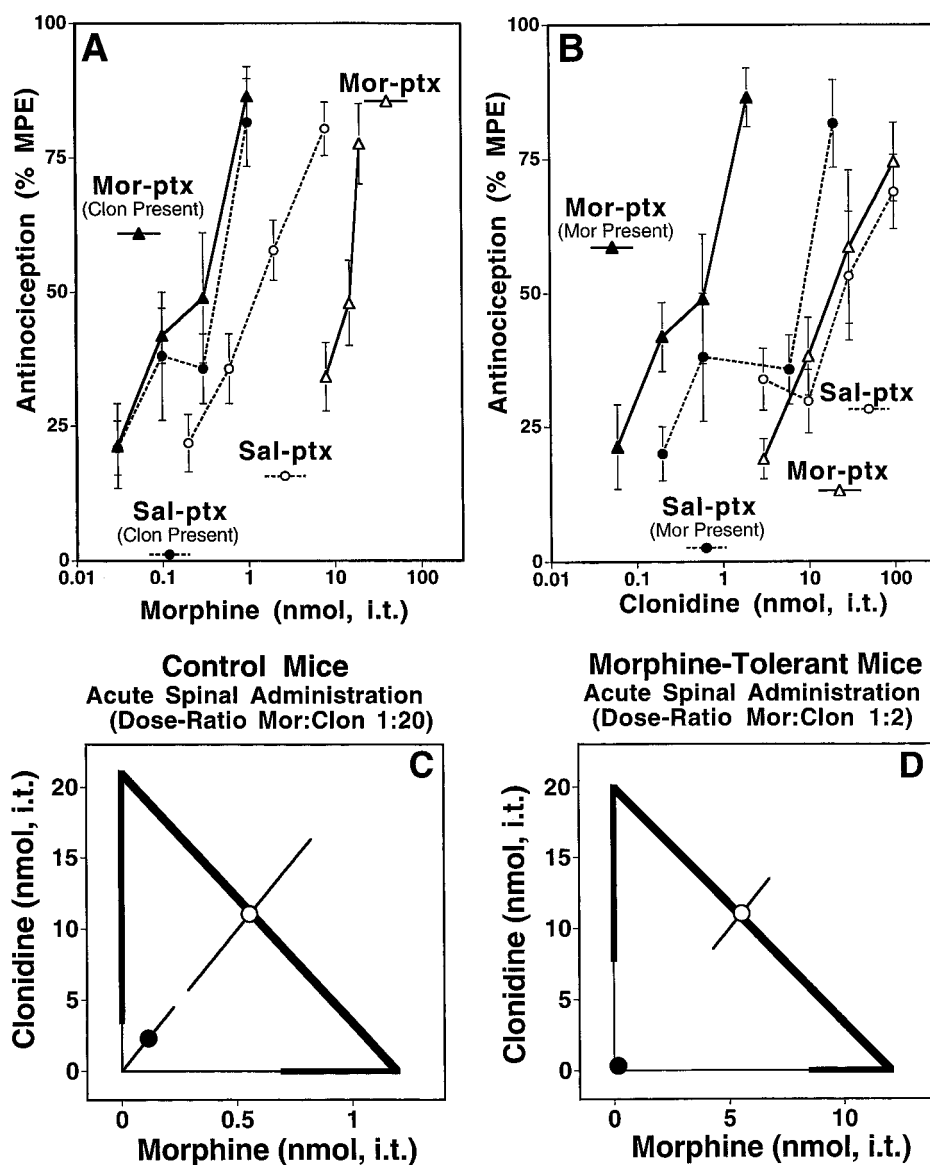 A
Antinociception (% MPE)
100
75
50
25
0
0.01 0.1 1 10 100
Morphine (nmol, i.t.)
Mor-ptx
Mor-ptx
(Clon Present)
Sal-ptx
Sal-ptx
(Clon Present)
B
Antinociception (% MPE)
100
75
50
25
0
0.01 0.1 1 10 100
Clonidine (nmol, i.t.)
Mor-ptx
(Mor Present)
Sal-ptx
Mor-ptx
Sal-ptx
(Mor Present)
Control Mice
Acute Spinal Administration
(Dose-Ratio Mor:Clon 1:20)
C
Clonidine (nmol, i.t.)
20
15
10
5
0
0 0.5 1
Morphine (nmol, i.t.)
Morphine-Tolerant Mice
Acute Spinal Administration
(Dose-Ratio Mor:Clon 1:2)
D
Clonidine (nmol, i.t.)
20
15
10
5
0
0 5 10
Morphine (nmol, i.t.)